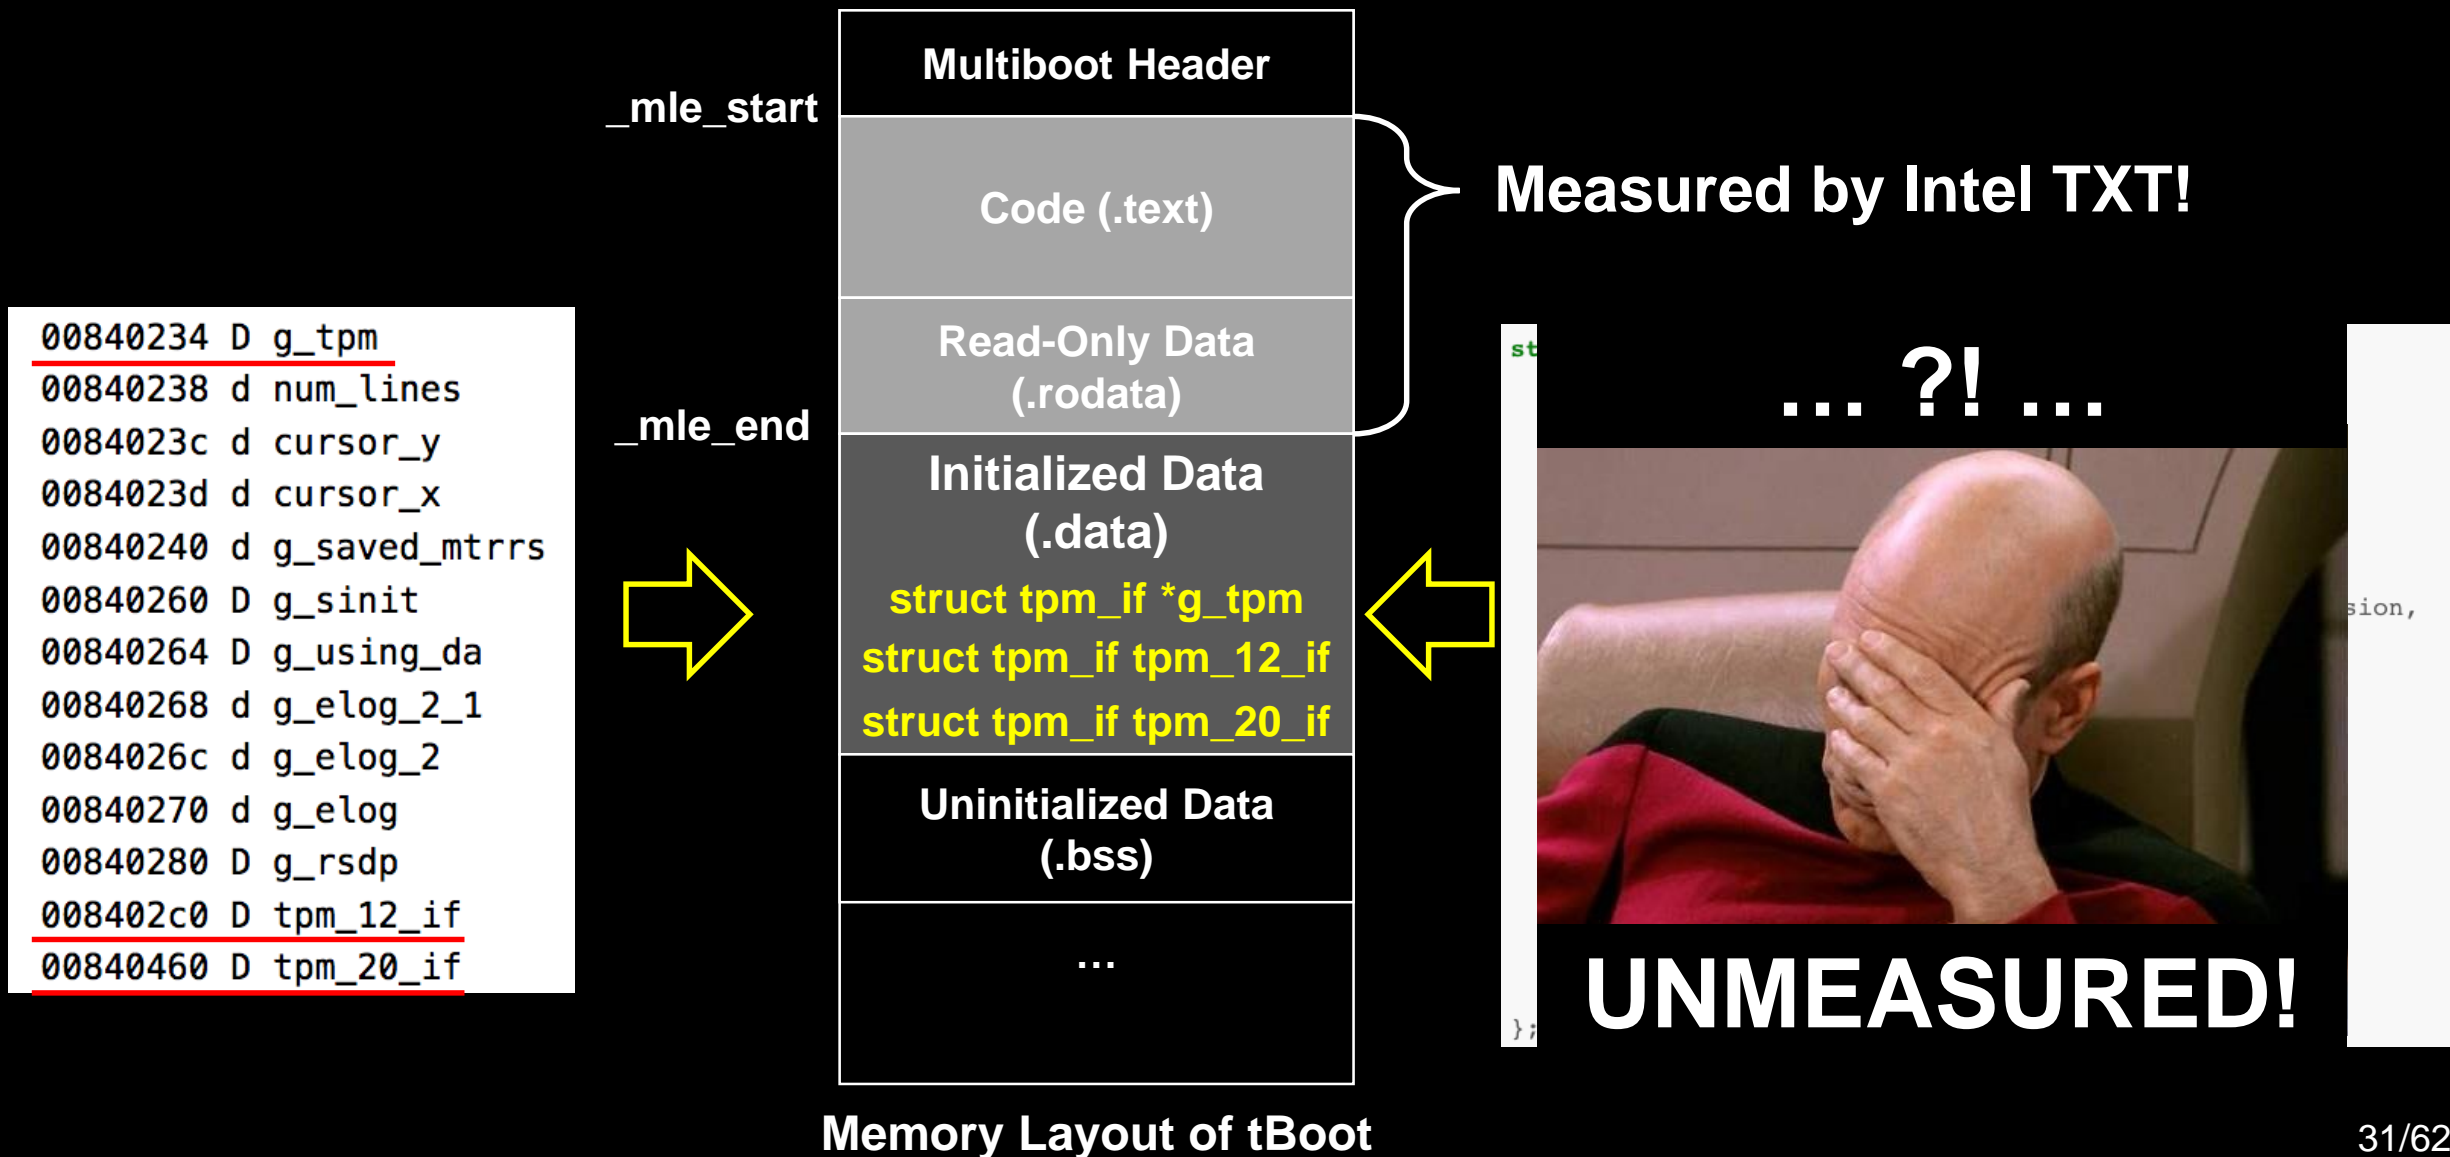 Multiboot Header
_mle_start
Code (.text)
Measured by Intel TXT!
Read-Only Data
(.rodata)
_mle_end
Initialized Data
(.data)
struct tpm_if *g_tpm
struct tpm_if tpm_12_if
struct tpm_if tpm_20_if
Uninitialized Data
(.bss)
...
Memory Layout of tBoot
00840234 D g_tpm
00840238 d num_lines
0084023c d cursor_y
0084023d d cursor_x
00840240 d g_saved_mtrrs
00840260 D g_sinit
00840264 D g_using_da
00840268 d g_elog_2_1
0084026c d g_elog_2
00840270 d g_elog
00840280 D g_rsdp
008402c0 D tpm_12_if
00840460 D tpm_20_if
st
... ?! ...
sion,
UNMEASURED!
};
31/62